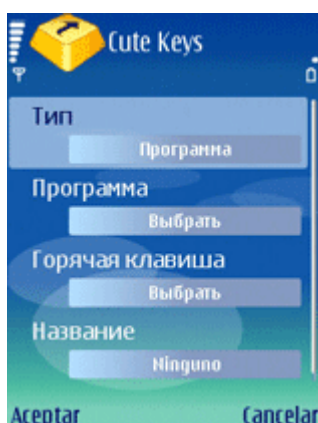 Cute Keys
Тип
Программа
Программа
Выбрать
Горячая клавиша
Выбрать
Название
Ninguno
Aceptar Cancelar